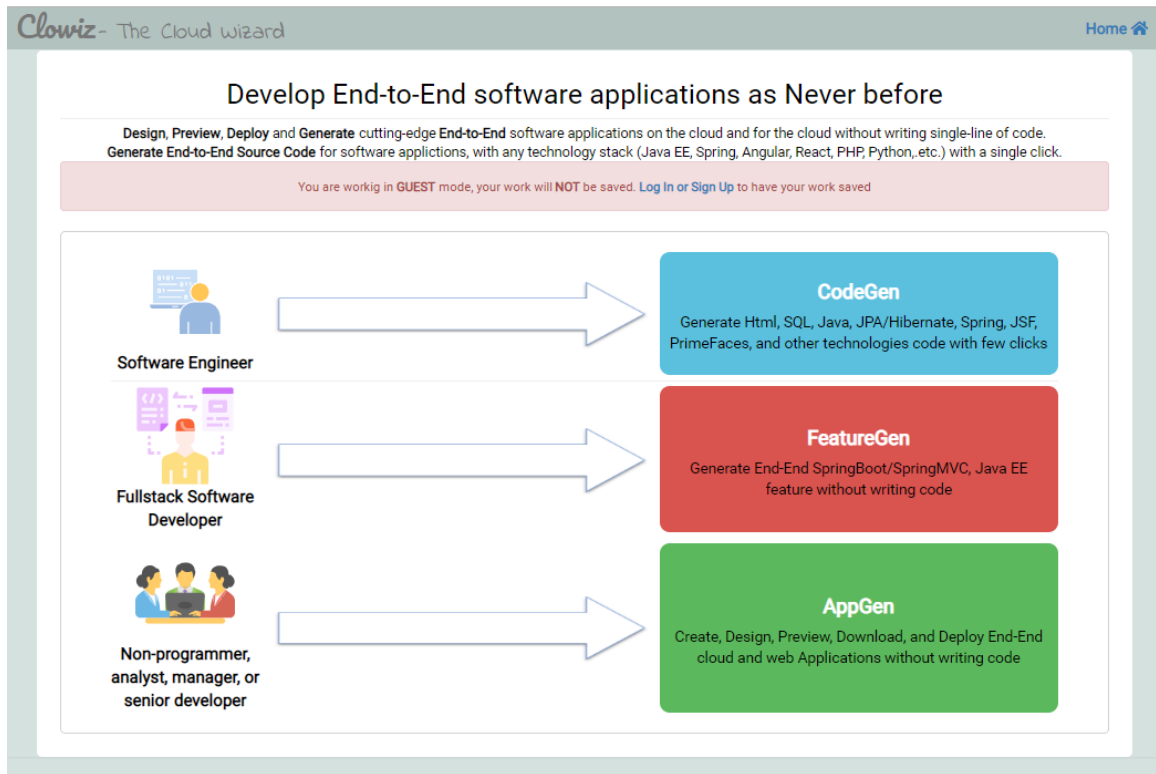 Clowiz - The Cloud wizard
Home
Develop End-to-End software applications as Never before
Design, Preview, Deploy and Generate cutting-edge End-to-End software applications on the cloud and for the cloud without writing single-line of code.
Generate End-to-End Source Code for software applictions, with any technology stack (Java EE, Spring, Angular, React, PHP, Python,.etc.) with a single click.
You are workig in GUEST mode, your work will NOT be saved. Log In or Sign Up to have your work saved
Software Engineer
CodeGen
Generate Html, SQL, Java, JPA/Hibernate, Spring, JSF,
PrimeFaces, and other technologies code with few clicks
Fullstack Software
Developer
FeatureGen
Generate End-End SpringBoot/SpringMVC, Java EE
feature without writing code
Non-programmer,
analyst, manager, or
senior developer
AppGen
Create, Design, Preview, Download, and Deploy End-End
cloud and web Applications without writing code